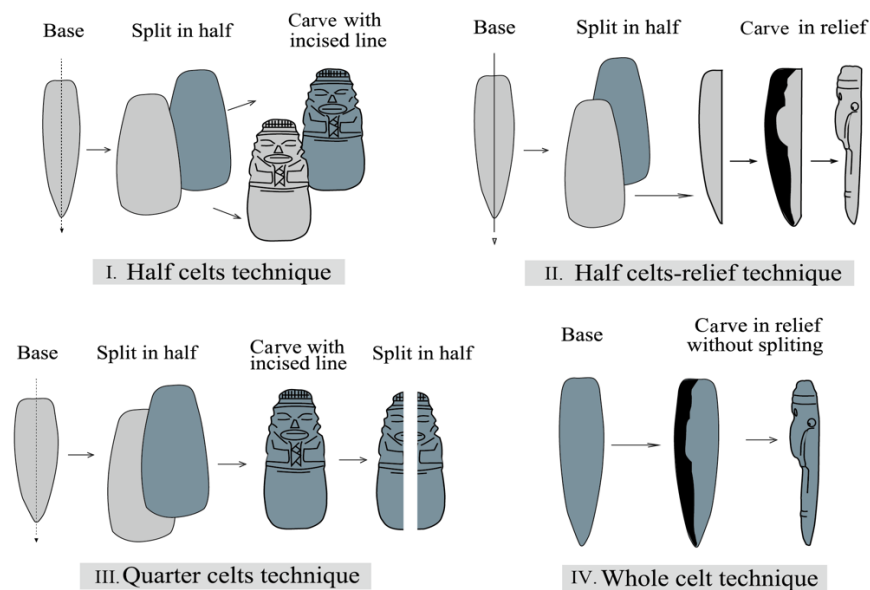 Base
Split in half
Carve with
incised line
I. Half celts technique
Base
Split in half
Carve in relief
II. Half celts-relief technique
Base
Split in half
Carve with
incised line
Split in half
III. Quarter celts technique
Base
Carve in relief
without spliting
IV. Whole celt technique